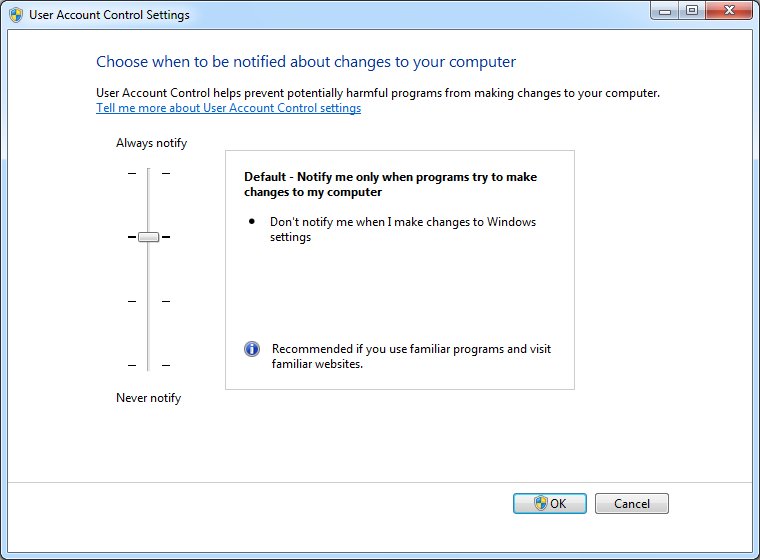 User Account Control Settings
Choose when to be notified about changes to your computer
User Account Control helps prevent potentially harmful programs from making changes to your computer.
Tell me more about User Account Control settings
Always notify
Default - Notify me only when programs try to make
changes to my computer
• Don't notify me when I make changes to Windows
settings
Recommended if you use familiar programs and visit
familiar websites.
Never notify
OK
Cancel